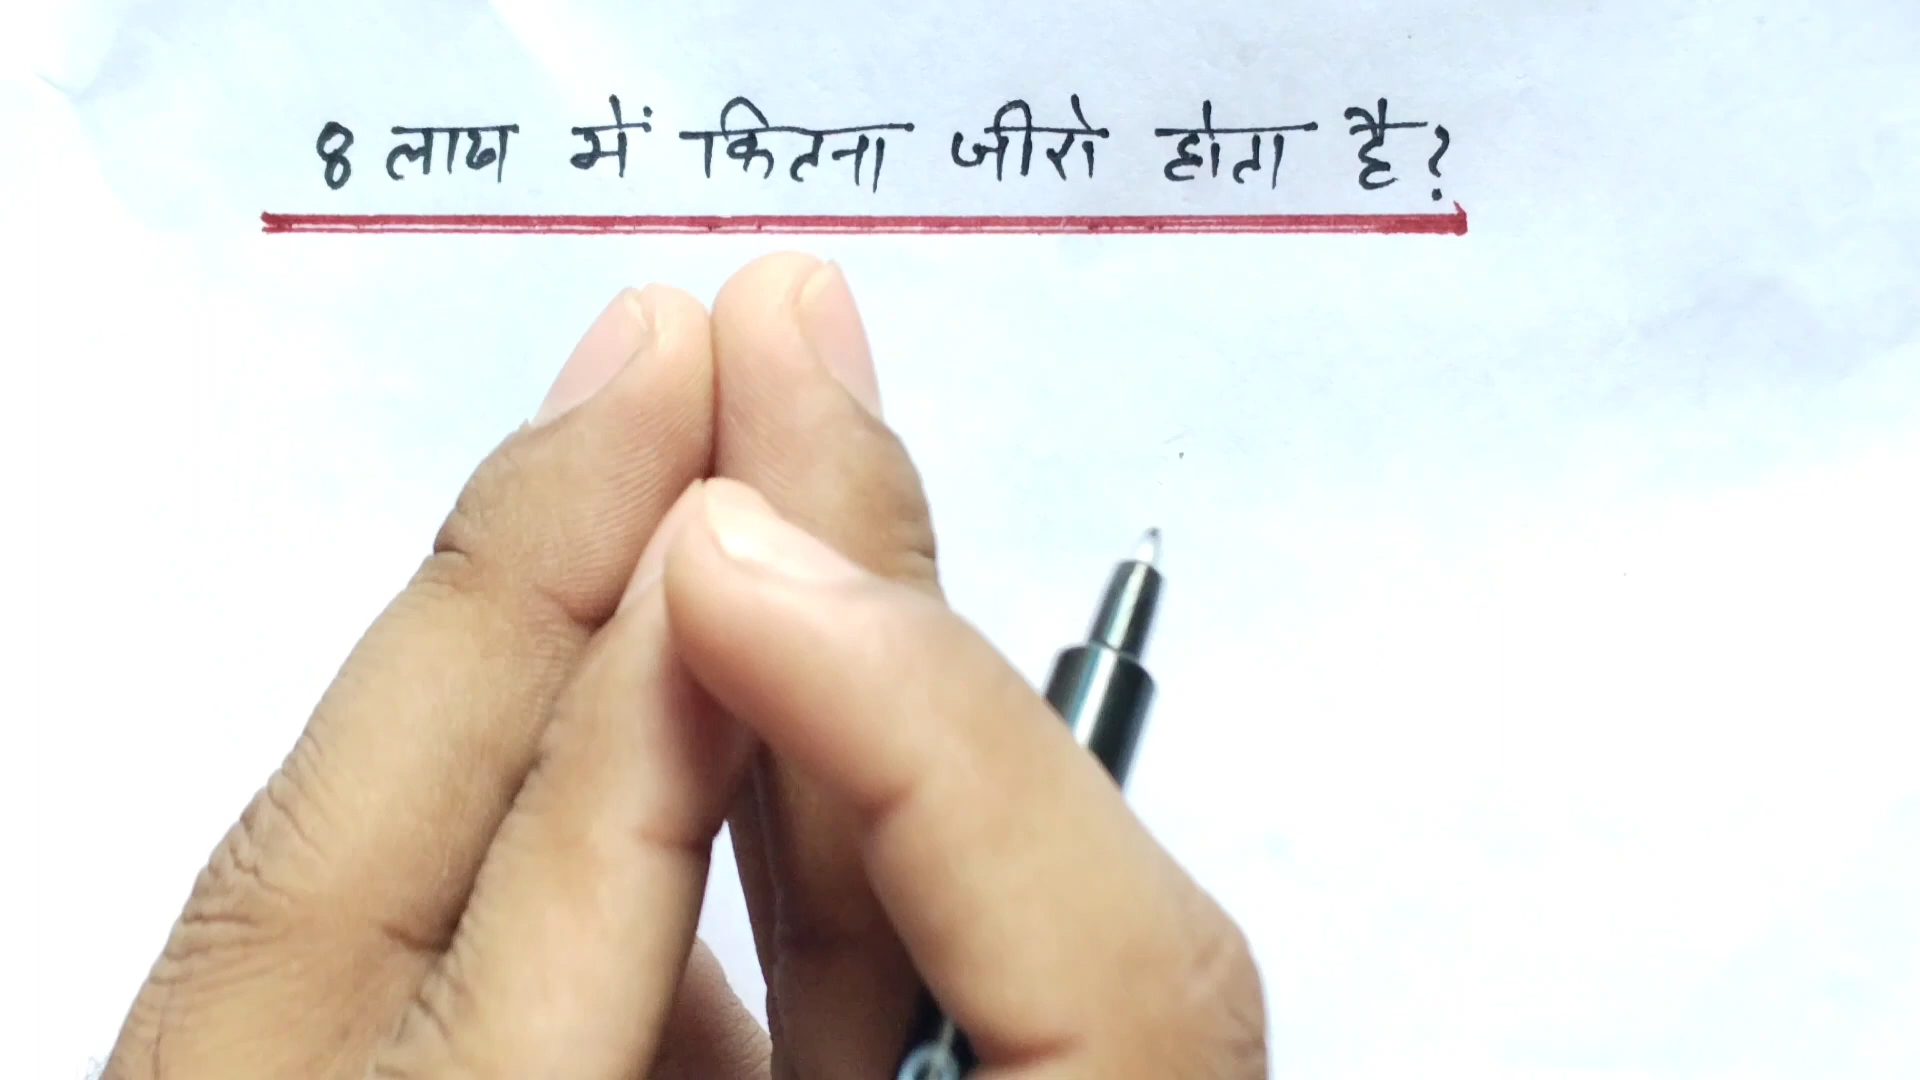 8 लाख में कितना जीरो होता है?